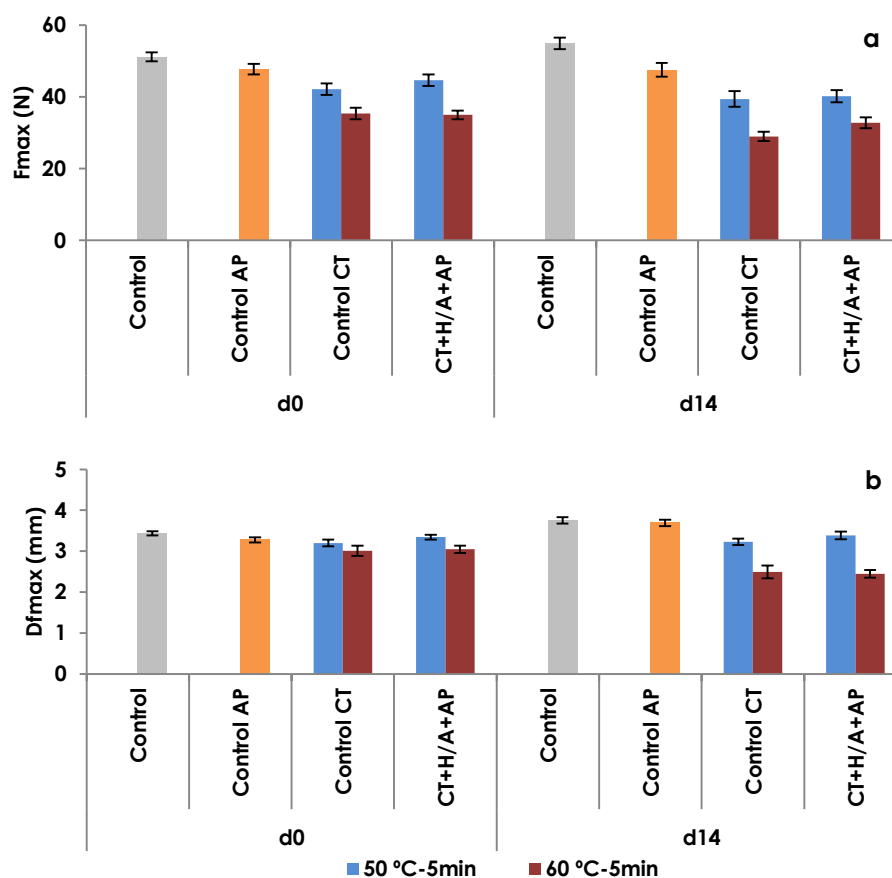 a
Fmax (N)
60
40
20
0
Control
Control AP
Control CT
CT+H/A+AP
Control
Control AP
Control CT
CT+H/A+AP
d0
d14
b
Dfmax (mm)
5
4
3
2
1
0
Control
Control AP
Control CT
CT+H/A+AP
Control
Control AP
Control CT
CT+H/A+AP
d0
d14
50 ºC-5min
60 ºC-5min